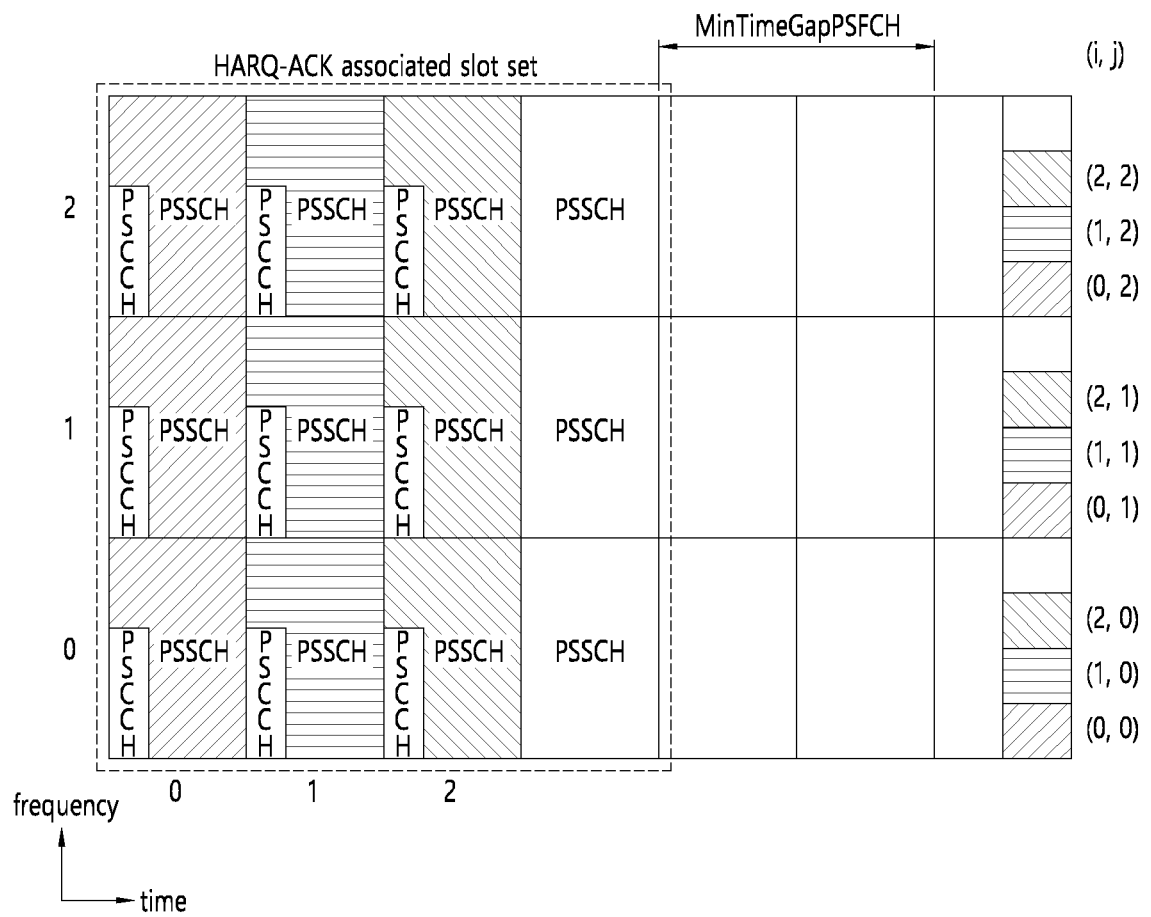 MinTimeGapPSFCH
(i, j)
HARQ-ACK associated slot set
2
PSCCH
PSSCH
PSCCH
PSSCH
PSCCH
PSSCH
PSSCH
(2, 2)
(1, 2)
(0, 2)
1
PSCCH
PSSCH
PSCCH
PSSCH
PSCCH
PSSCH
PSSCH
(2, 1)
(1, 1)
(0, 1)
0
PSCCH
PSSCH
PSCCH
PSSCH
PSCCH
PSSCH
PSSCH
(2, 0)
(1, 0)
(0, 0)
0
1
2
frequency
time